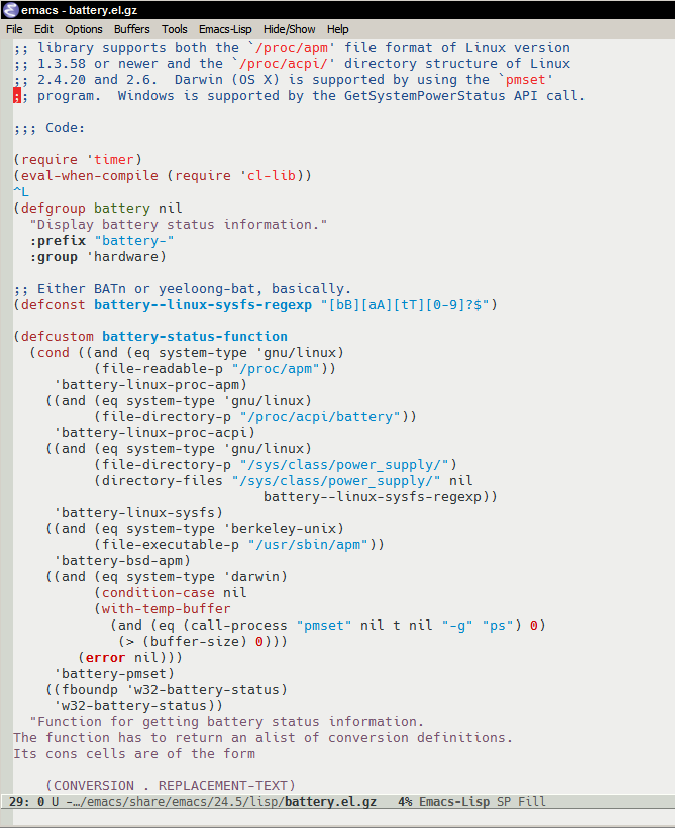 emacs - battery.el.gz
File Edit Options Buffers Tools Emacs-Lisp Hide/Show Help
;; library supports both the `/proc/apm' file format of Linux version
;; 1.3.58 or newer and the `/proc/acpi/' directory structure of Linux
;; 2.4.20 and 2.6.  Darwin (OS X) is supported by using the `pmset'
;; program.  Windows is supported by the GetSystemPowerStatus API call.

;;; Code:

(require 'timer)
(eval-when-compile (require 'cl-lib))
^L
(defgroup battery nil
  "Display battery status information."
  :prefix "battery-"
  :group 'hardware)

;; Either BATn or yeeloong-bat, basically.
(defconst battery--linux-sysfs-regexp "[bB][aA][tT][0-9]?$")

(defcustom battery-status-function
  (cond ((and (eq system-type 'gnu/linux)
          (file-readable-p "/proc/apm"))
     'battery-linux-proc-apm)
    ((and (eq system-type 'gnu/linux)
          (file-directory-p "/proc/acpi/battery"))
     'battery-linux-proc-acpi)
    ((and (eq system-type 'gnu/linux)
          (file-directory-p "/sys/class/power_supply/")
          (directory-files "/sys/class/power_supply/" nil
                               battery--linux-sysfs-regexp))
     'battery-linux-sysfs)
    ((and (eq system-type 'berkeley-unix)
          (file-executable-p "/usr/sbin/apm"))
     'battery-bsd-apm)
    ((and (eq system-type 'darwin)
          (condition-case nil
          (with-temp-buffer
            (and (eq (call-process "pmset" nil t nil "-g" "ps") 0)
             (> (buffer-size) 0)))
        (error nil)))
     'battery-pmset)
    ((fboundp 'w32-battery-status)
     'w32-battery-status))
  "Function for getting battery status information.
The function has to return an alist of conversion definitions.
Its cons cells are of the form

    (CONVERSION . REPLACEMENT-TEXT)
29: 0 U -…/emacs/share/emacs/24.5/lisp/battery.el.gz   4% Emacs-Lisp SP Fill